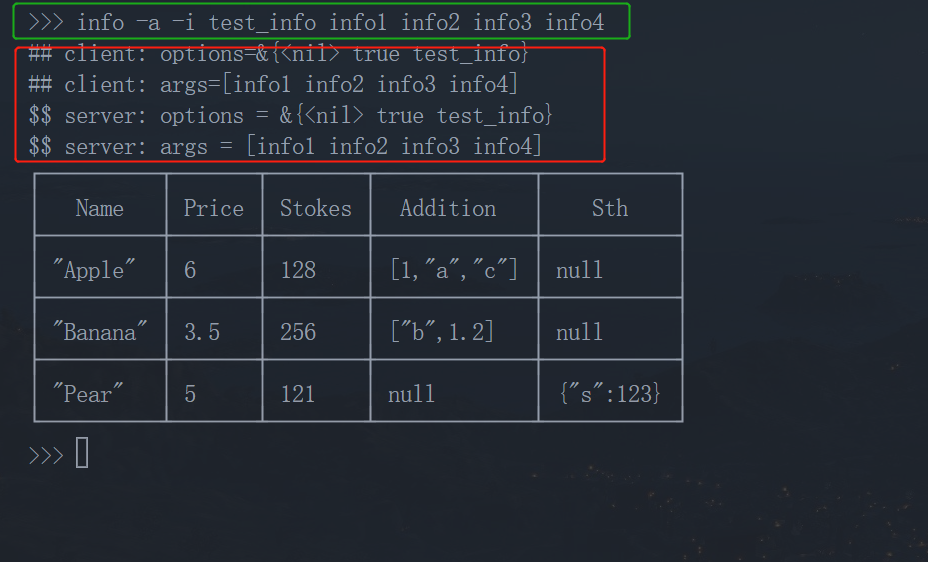 >>> info -a -i test_info info1 info2 info3 info4
## client: options=&{<nil> true test_info}
## client: args=[info1 info2 info3 info4]
$$ server: options = &{<nil> true test_info}
$$ server: args = [info1 info2 info3 info4]
Name Price Stokes Addition Sth
"Apple" 6 128 [1,"a","c"] null
"Banana" 3.5 256 ["b",1.2] null
"Pear" 5 121 null {"s":123}
>>>